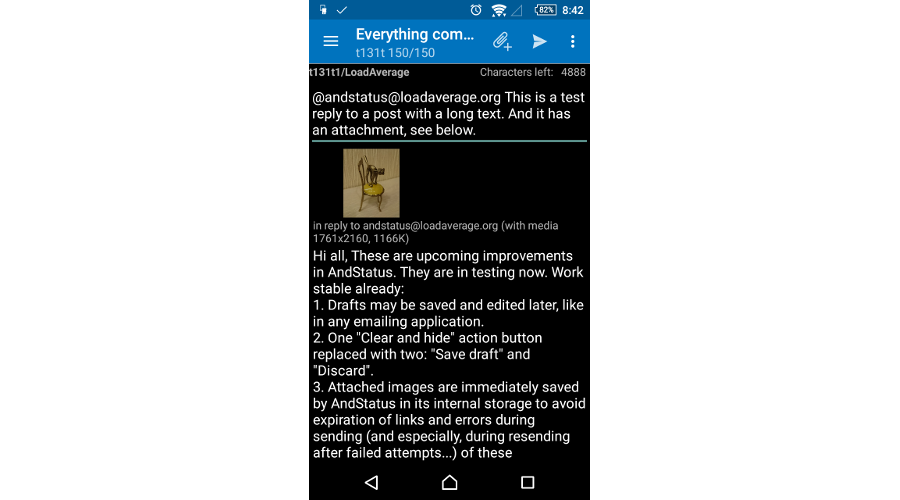 82% 8:42
Everything com...
t131t 150/150
t131t1/LoadAverage Characters left: 4888
@andstatus@loadaverage.org This is a test
reply to a post with a long text. And it has
an attachment, see below.
in reply to andstatus@loadaverage.org (with media
1761x2160, 1166K)
Hi all, These are upcoming improvements
in AndStatus. They are in testing now. Work
stable already:
1. Drafts may be saved and edited later, like
in any emailing application.
2. One "Clear and hide" action button
replaced with two: "Save draft" and
"Discard".
3. Attached images are immediately saved
by AndStatus in its internal storage to avoid
expiration of links and errors during
sending (and especially, during resending
after failed attempts...) of these